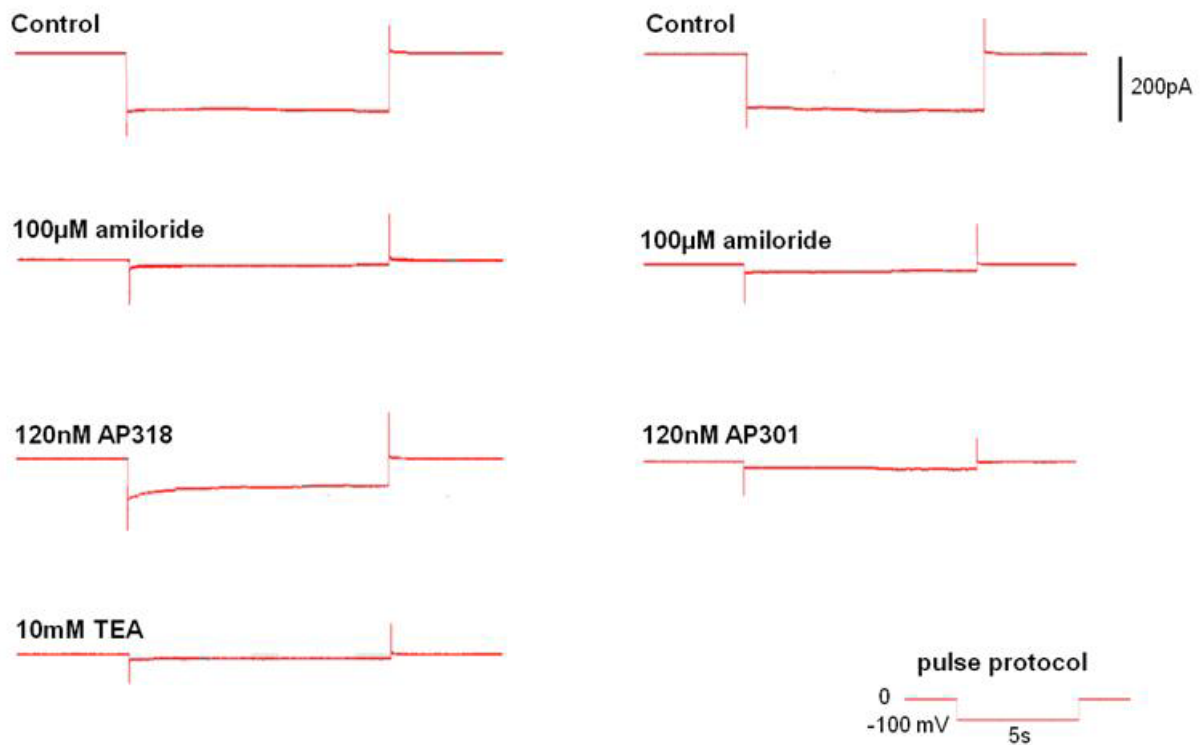 Control
Control
200pA
100µM amiloride
100µM amiloride
120nM AP318
120nM AP301
10mM TEA
pulse protocol
0
-100 mV
5s